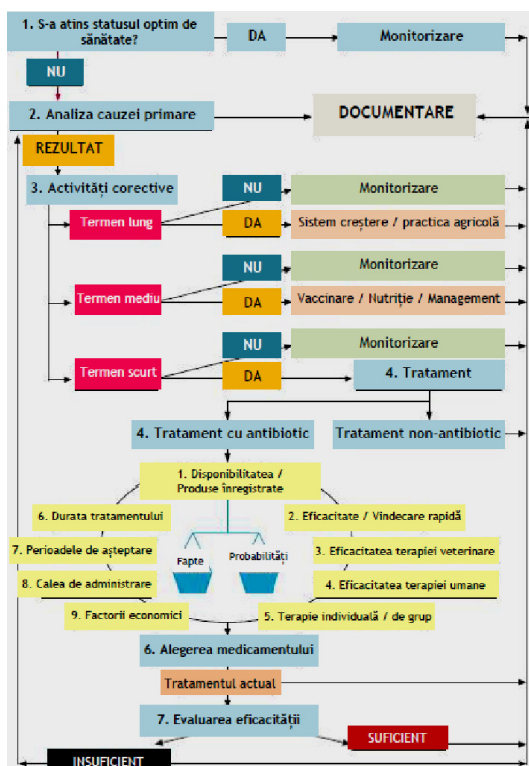 1. S-a atins statusul optim de
sănătate?
DA
Monitorizare
NU
2. Analiza cauzei primare
DOCUMENTARE
REZULTAT
3. Activități corective
NU
Monitorizare
Termen lung
DA
Sistem creștere / practica agricolă
NU
Monitorizare
Termen mediu
DA
Vaccinare / Nutriție / Management
NU
Monitorizare
Termen scurt
DA
4. Tratament
4. Tratament cu antibiotic
Tratament non-antibiotic
1. Disponibilitatea /
Produse înregistrate
6. Durata tratamentului
2. Eficacitate / Vindecare rapidă
7. Perioadele de așteptare
Fapte
Probabilități
3. Eficacitatea terapiei veterinare
8. Calea de administrare
4. Eficacitatea terapiei umane
9. Factorii economici
5. Terapie individuală / de grup
6. Alegerea medicamentului
Tratamentul actual
7. Evaluarea eficacității
SUFICIENT
INSUFICIENT